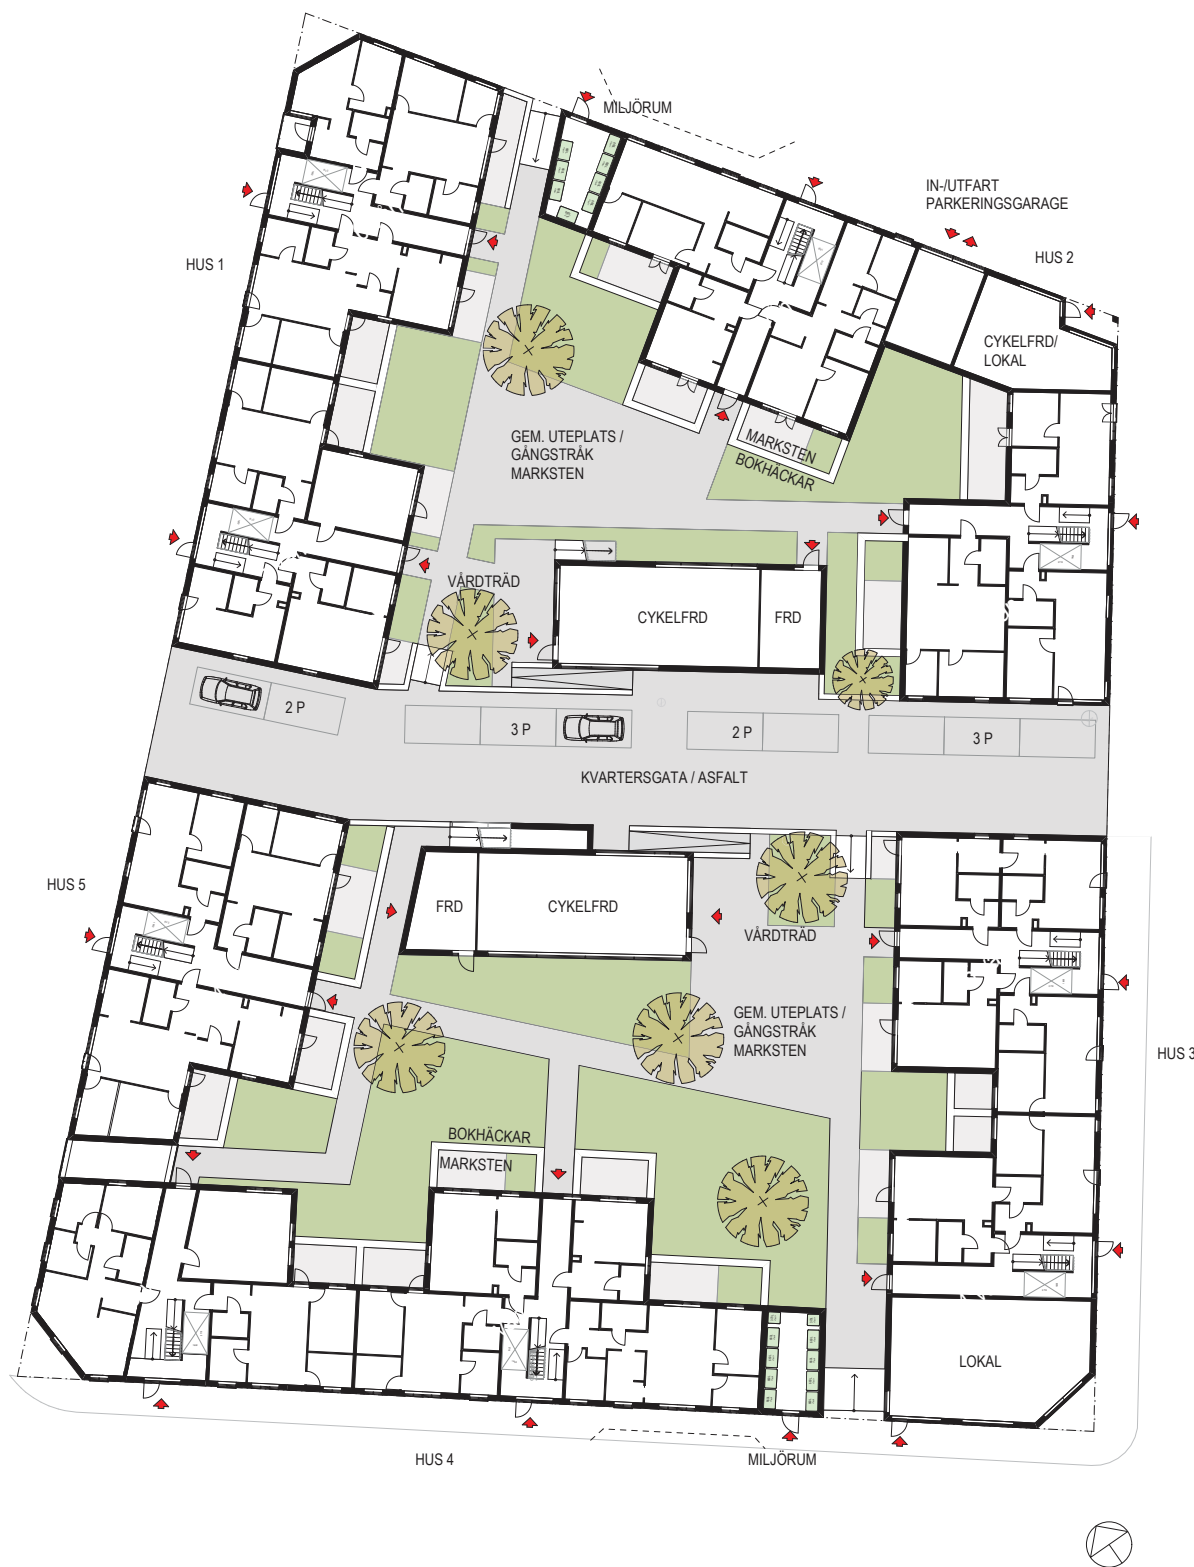 MILJÖRUM
IN-/UTFART
PARKERINGSGARAGE
HUS 2
HUS 1
CYKELFRD/
LOKAL
GEM. UTEPLATS /
GÅNGSTRÅK
MARKSTEN
MARKSTEN
BOKHÄCKAR
VÅRDTRÄD
CYKELFRD
FRD
2 P
3 P
2 P
3 P
KVARTERSGATA / ASFALT
HUS 5
FRD
CYKELFRD
VÅRDTRÄD
GEM. UTEPLATS /
GÅNGSTRÅK
MARKSTEN
HUS 3
BOKHÄCKAR
MARKSTEN
LOKAL
HUS 4
MILJÖRUM